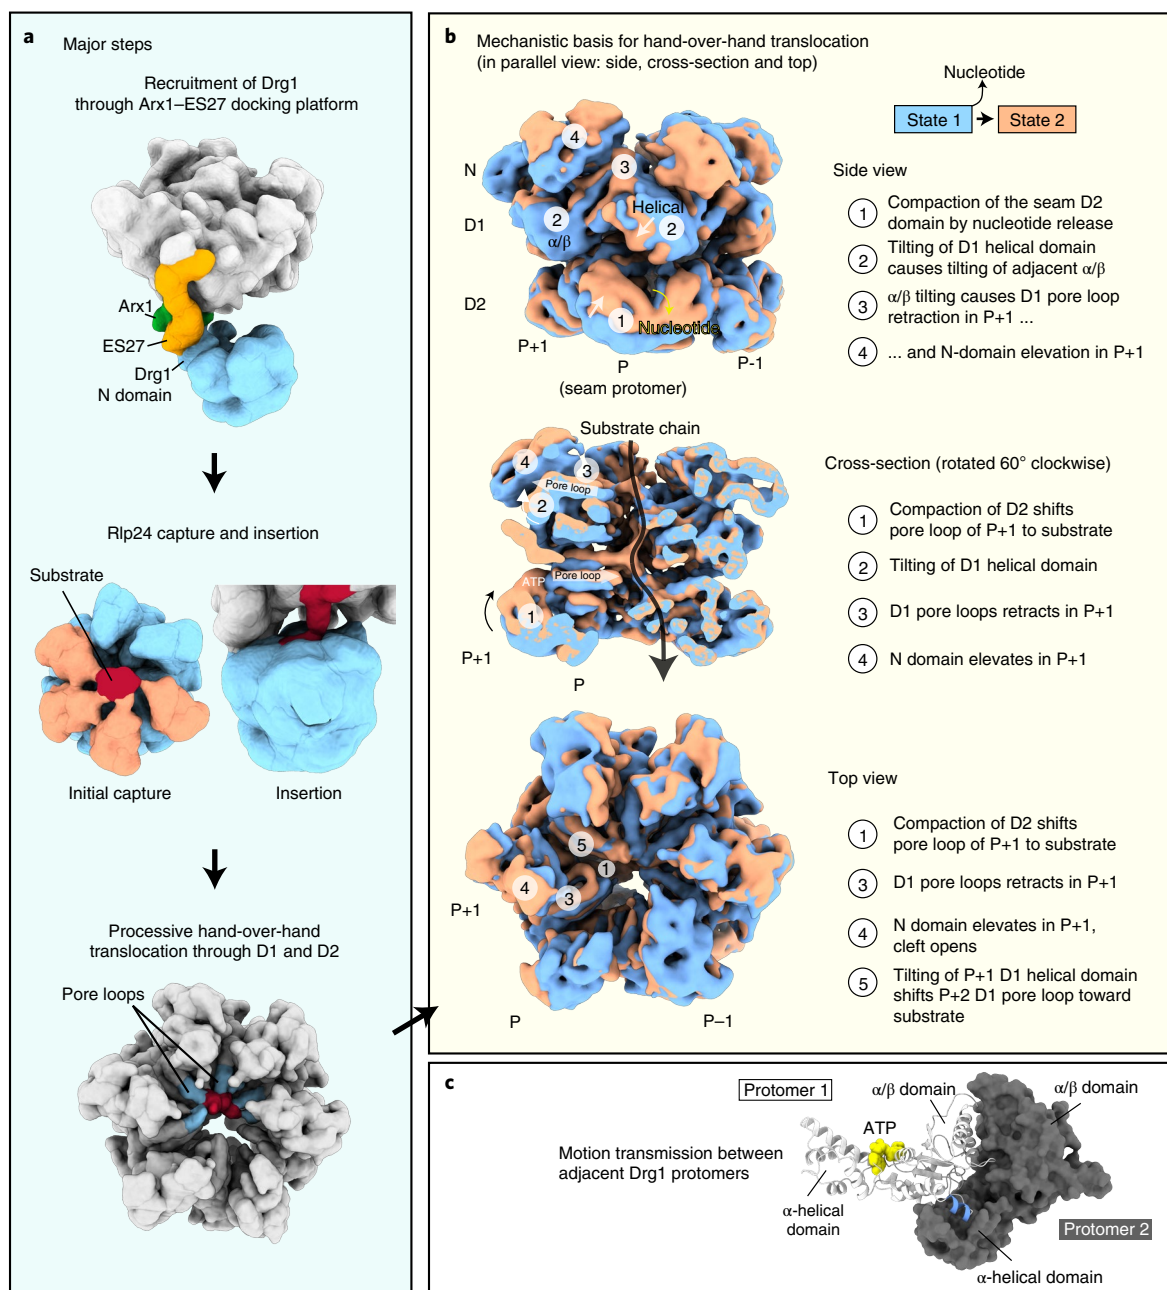 a
Major steps
Recruitment of Drg1
through Arx1–ES27 docking platform
Arx1
ES27
Drg1
N domain
Rlp24 capture and insertion
Substrate
Initial capture
Insertion
Processive hand-over-hand
translocation through D1 and D2
Pore loops
b
Mechanistic basis for hand-over-hand translocation
(in parallel view: side, cross-section and top)
Nucleotide
State 1
State 2
N
D1
D2
4
3
Helical
2
α/β
2
1
Nucleotide
P+1
P
(seam protomer)
P-1
Side view
1 Compaction of the seam D2
domain by nucleotide release
2 Tilting of D1 helical domain
causes tilting of adjacent α/β
3 α/β tilting causes D1 pore loop
retraction in P+1 ...
4 ... and N-domain elevation in P+1
Substrate chain
4
3
Pore loop
2
ATP
Pore loop
1
P+1
P
Cross-section (rotated 60° clockwise)
1 Compaction of D2 shifts
pore loop of P+1 to substrate
2 Tilting of D1 helical domain
3 D1 pore loops retracts in P+1
4 N domain elevates in P+1
5
1
4
3
P+1
P
P–1
Top view
1 Compaction of D2 shifts
pore loop of P+1 to substrate
3 D1 pore loops retracts in P+1
4 N domain elevates in P+1,
cleft opens
5 Tilting of P+1 D1 helical domain
shifts P+2 D1 pore loop toward
substrate
c
Motion transmission between
adjacent Drg1 protomers
Protomer 1
α/β domain
α/β domain
ATP
α-helical
domain
Protomer 2
α-helical domain